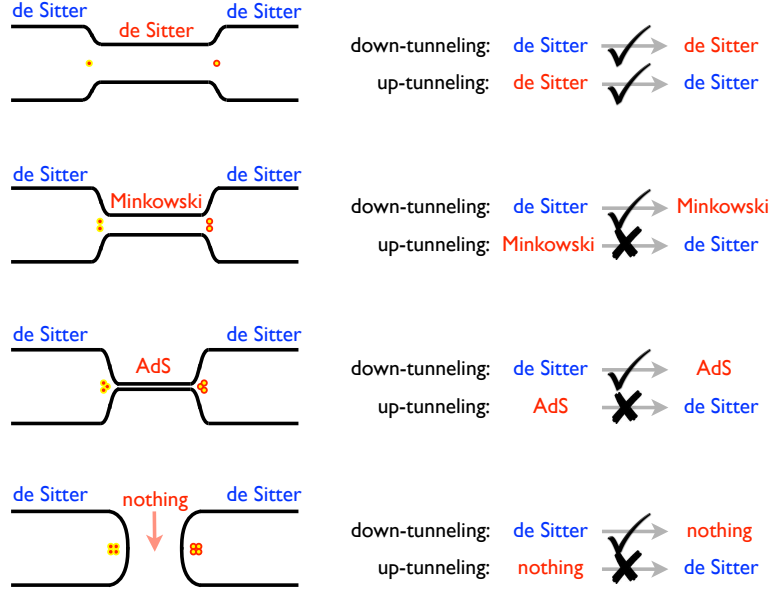 de Sitter de Sitter
de Sitter
down-tunneling: de Sitter de Sitter
up-tunneling: de Sitter de Sitter
de Sitter de Sitter
Minkowski
down-tunneling: de Sitter Minkowski
up-tunneling: Minkowski de Sitter
de Sitter de Sitter
AdS
down-tunneling: de Sitter AdS
up-tunneling: AdS de Sitter
de Sitter de Sitter
nothing
down-tunneling: de Sitter nothing
up-tunneling: nothing de Sitter